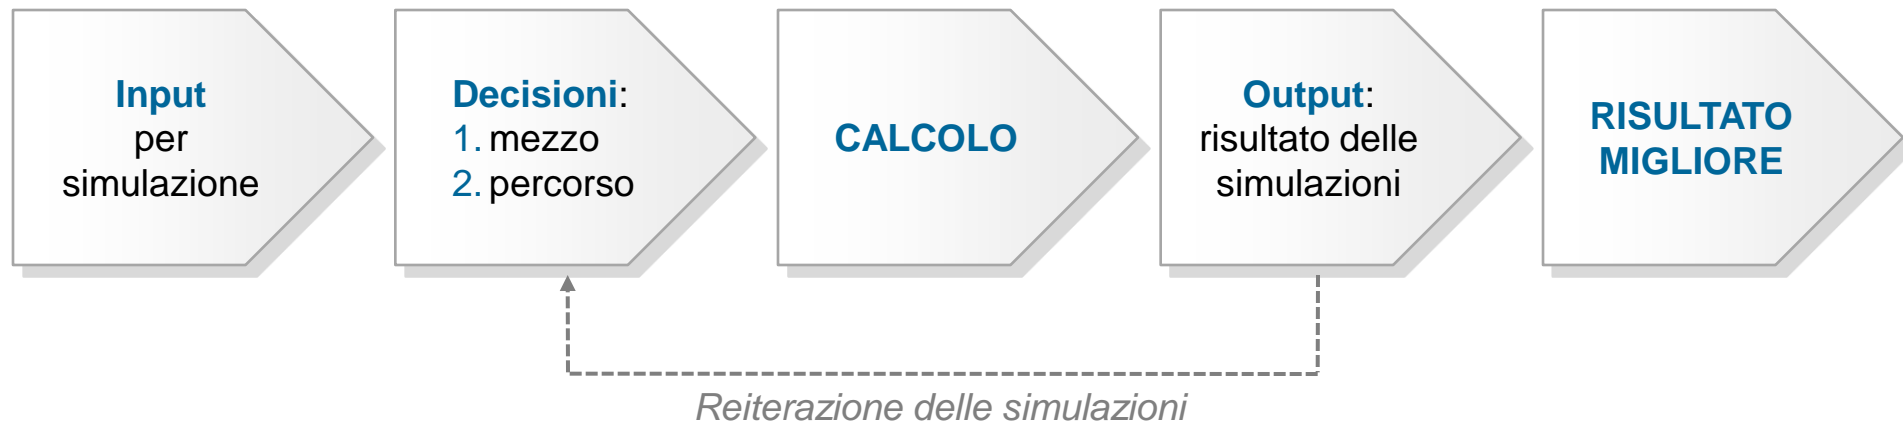 Input
per
simulazione
Decisioni:
1. mezzo
2. percorso
CALCOLO
Output:
risultato delle
simulazioni
RISULTATO
MIGLIORE
Reiterazione delle simulazioni